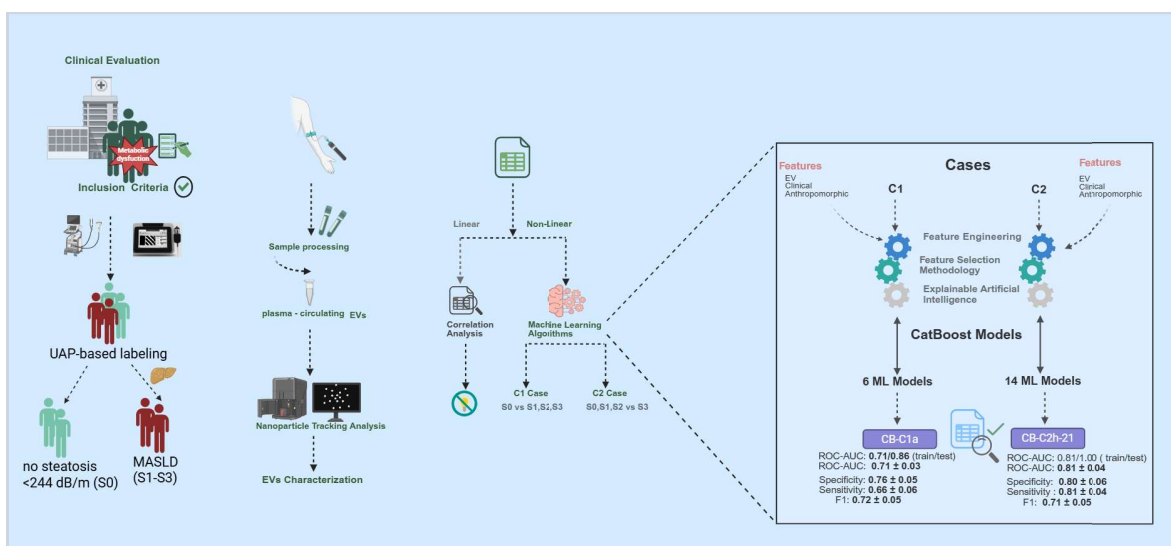 Clinical Evaluation
Metabolic
dysfunction
Inclusion Criteria
UAP-based labeling
no steatosis
<244 dB/m (S0)
MASLD
(S1-S3)
Sample processing
plasma - circulating EVs
Nanoparticle Tracking Analysis
EVs Characterization
Linear
Non-Linear
Correlation
Analysis
Machine Learning
Algorithms
C1 Case
S0 vs S1,S2,S3
C2 Case
S0,S1,S2 vs S3
Cases
Features
EV
Clinical
Anthropomorphic
C1
C2
Features
EV
Clinical
Anthropomorphic
Feature Engineering
Feature Selection
Methodology
Explainable Artificial
Intelligence
CatBoost Models
6 ML Models
14 ML Models
CB-C1a
ROC-AUC: 0.71/0.86 (train/test)
ROC-AUC: 0.71 ± 0.03
Specificity: 0.76 ± 0.05
Sensitivity: 0.66 ± 0.06
F1: 0.72 ± 0.05
CB-C2h-21
ROC-AUC: 0.81/1.00 ( train/test)
ROC-AUC: 0.81 ± 0.04
Specificity: 0.80 ± 0.06
Sensitivity : 0.81 ± 0.04
F1: 0.71 ± 0.05